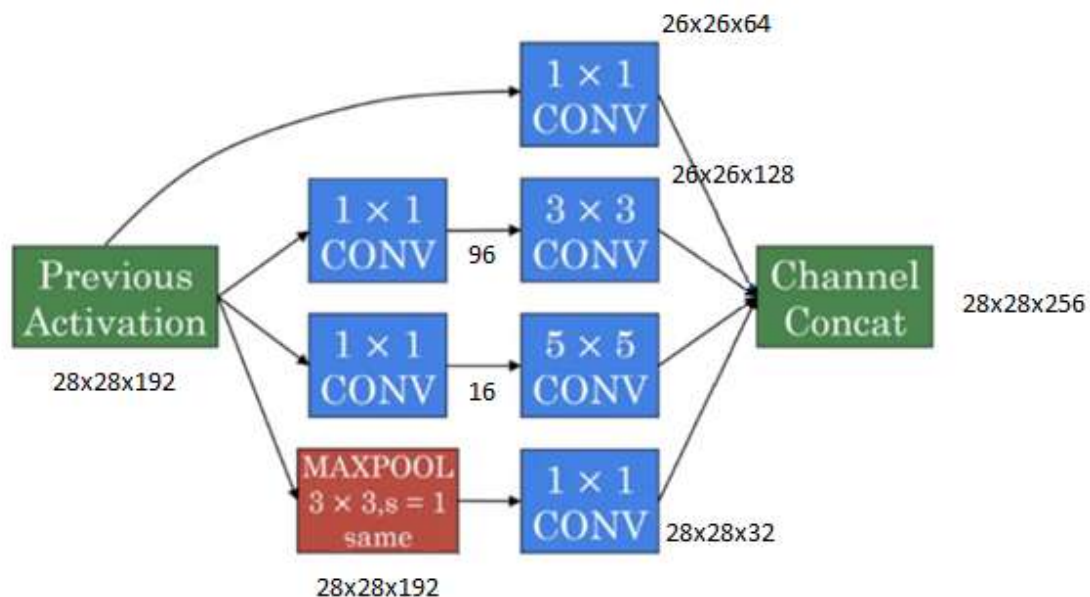 26x26x64
1 × 1
CONV
26x26x128
1 × 1
CONV
96
3 × 3
CONV
Previous
Activation
28x28x192
Channel
Concat
28x28x256
1 × 1
CONV
16
5 × 5
CONV
MAXPOOL
3 × 3,s = 1
same
28x28x192
1 × 1
CONV
28x28x32